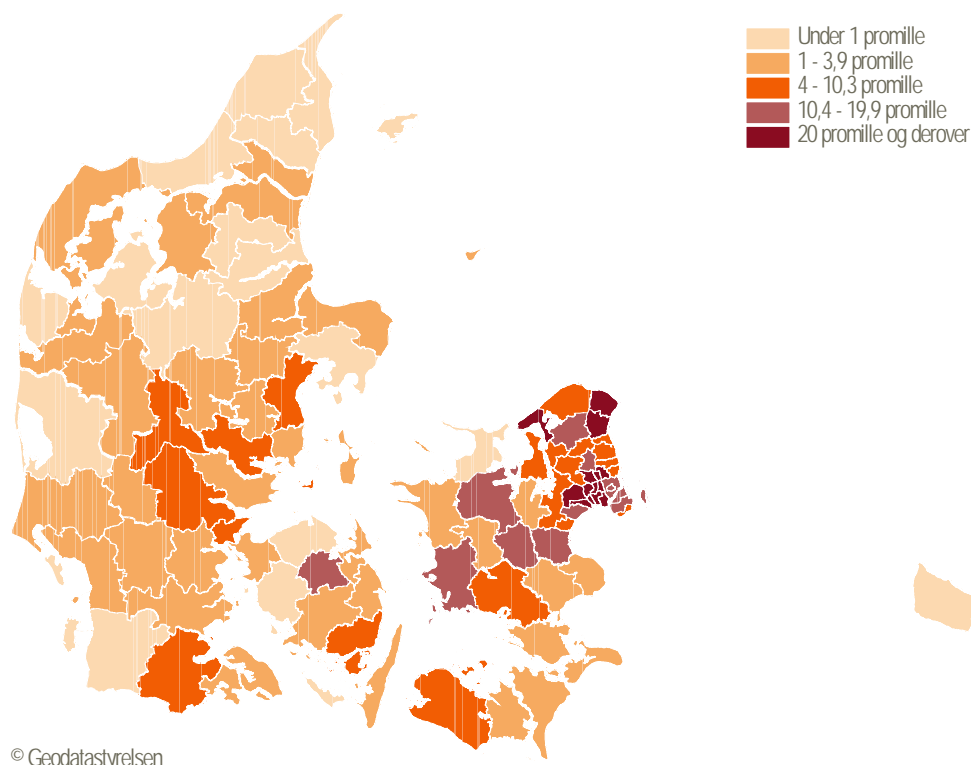 Under 1 promille
1 - 3,9 promille
4 - 10,3 promille
10,4 - 19,9 promille
20 promille og derover
© Geodatastyrelsen